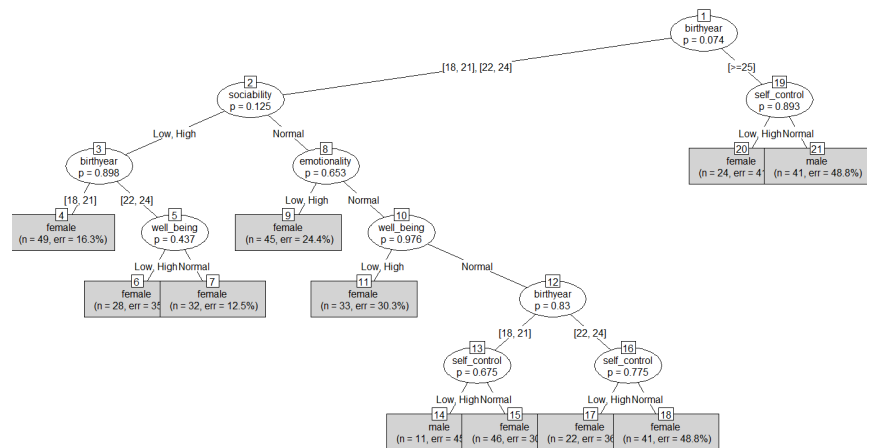 1
birthyear
p = 0.074
[18, 21], [22, 24]
[>=25]
2
sociability
p = 0.125
19
self_control
p = 0.893
Low, High
Normal
Low, High
Normal
3
birthyear
p = 0.898
8
emotionality
p = 0.653
20
female
(n = 24, err = 41
21
male
(n = 41, err = 48.8%)
[18, 21]
[22, 24]
Low, High
Normal
4
female
(n = 49, err = 16.3%)
5
well_being
p = 0.437
9
female
(n = 45, err = 24.4%)
10
well_being
p = 0.976
Low, High
Normal
Low, High
Normal
6
female
(n = 28, err = 35
7
female
(n = 32, err = 12.5%)
11
female
(n = 33, err = 30.3%)
12
birthyear
p = 0.83
[18, 21]
[22, 24]
13
self_control
p = 0.675
16
self_control
p = 0.775
Low, High
Normal
Low, High
Normal
14
male
(n = 11, err = 45
15
female
(n = 46, err = 30
17
female
(n = 22, err = 36
18
female
(n = 41, err = 48.8%)